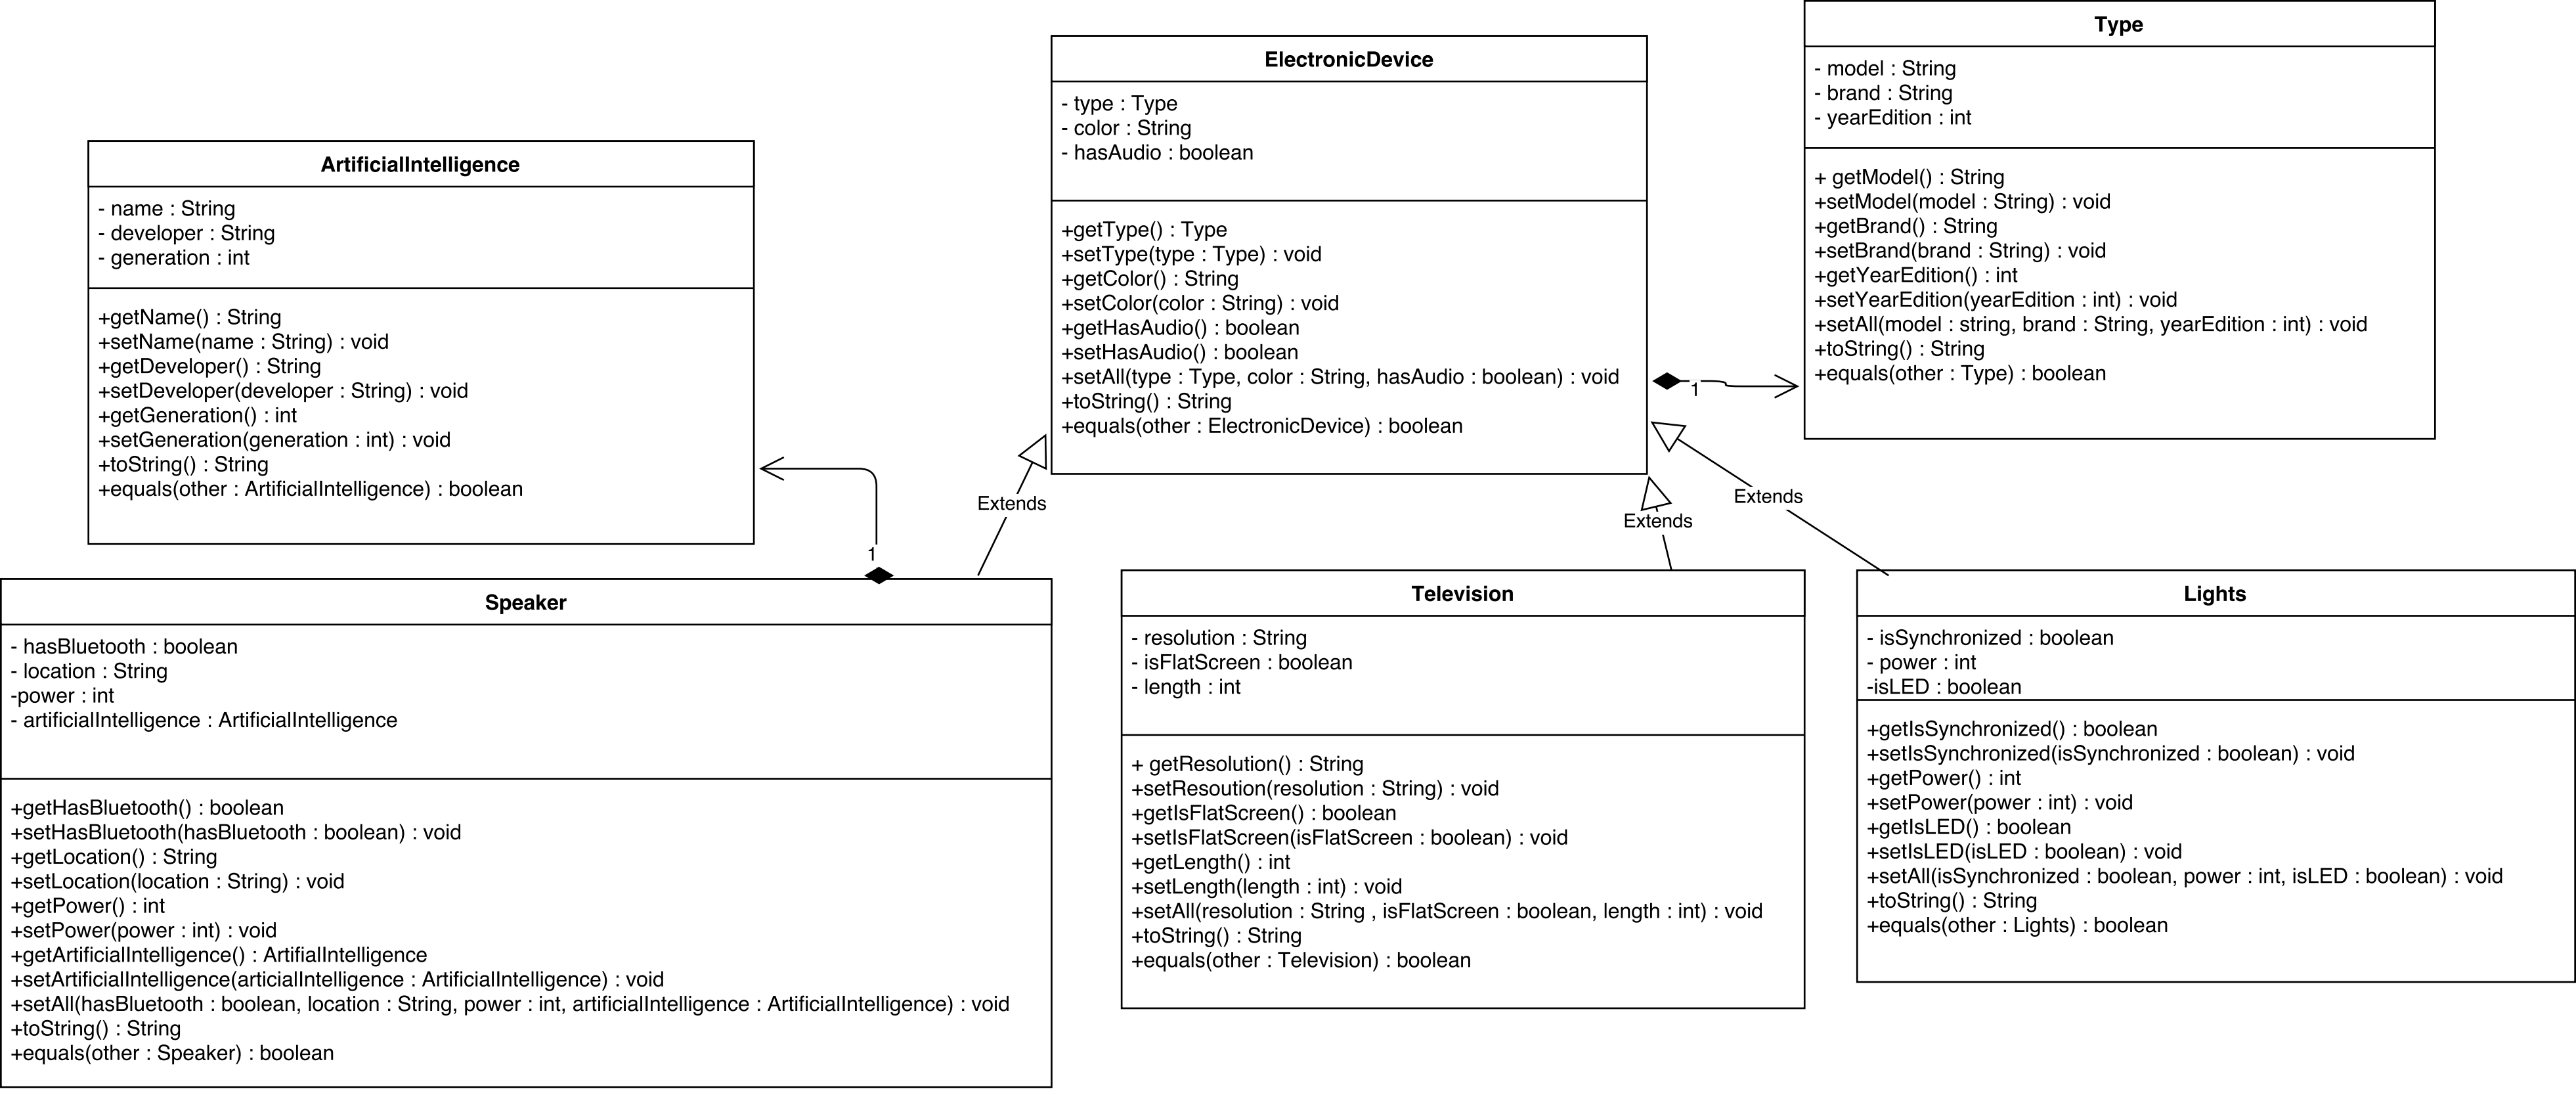 ArtificialIntelligence
- name : String
- developer : String
- generation : int
+getName() : String
+setName(name : String) : void
+getDeveloper() : String
+setDeveloper(developer : String) : void
+getGeneration() : int
+setGeneration(generation : int) : void
+toString() : String
+equals(other : ArtificialIntelligence) : boolean
ElectronicDevice
- type : Type
- color : String
- hasAudio : boolean
+getType() : Type
+setType(type : Type) : void
+getColor() : String
+setColor(color : String) : void
+getHasAudio() : boolean
+setHasAudio() : boolean
+setAll(type : Type, color : String, hasAudio : boolean) : void
+toString() : String
+equals(other : ElectronicDevice) : boolean
1
Type
- model : String
- brand : String
- yearEdition : int
+ getModel() : String
+setModel(model : String) : void
+getBrand() : String
+setBrand(brand : String) : void
+getYearEdition() : int
+setYearEdition(yearEdition : int) : void
+setAll(model : string, brand : String, yearEdition : int) : void
+toString() : String
+equals(other : Type) : boolean
1
Extends
Extends
Extends
Speaker
- hasBluetooth : boolean
- location : String
-power : int
- artificialIntelligence : ArtificialIntelligence
+getHasBluetooth() : boolean
+setHasBluetooth(hasBluetooth : boolean) : void
+getLocation() : String
+setLocation(location : String) : void
+getPower() : int
+setPower(power : int) : void
+getArtificialIntelligence() : ArtifialIntelligence
+setArtificialIntelligence(articialIntelligence : ArtificialIntelligence) : void
+setAll(hasBluetooth : boolean, location : String, power : int, artificialIntelligence : ArtificialIntelligence) : void
+toString() : String
+equals(other : Speaker) : boolean
Television
- resolution : String
- isFlatScreen : boolean
- length : int
+ getResolution() : String
+setResoution(resolution : String) : void
+getIsFlatScreen() : boolean
+setIsFlatScreen(isFlatScreen : boolean) : void
+getLength() : int
+setLength(length : int) : void
+setAll(resolution : String , isFlatScreen : boolean, length : int) : void
+toString() : String
+equals(other : Television) : boolean
Lights
- isSynchronized : boolean
- power : int
-isLED : boolean
+getIsSynchronized() : boolean
+setIsSynchronized(isSynchronized : boolean) : void
+getPower() : int
+setPower(power : int) : void
+getIsLED() : boolean
+setIsLED(isLED : boolean) : void
+setAll(isSynchronized : boolean, power : int, isLED : boolean) : void
+toString() : String
+equals(other : Lights) : boolean